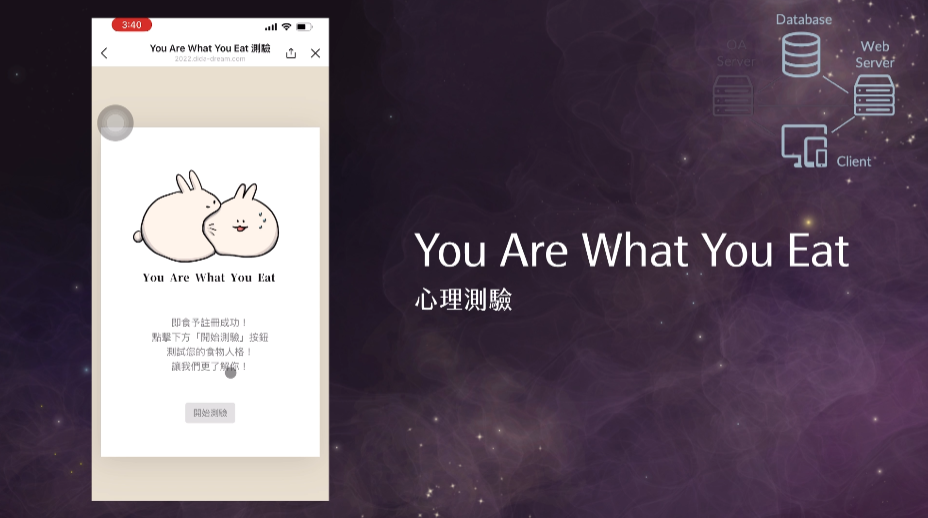 3:40
You Are What You Eat 測驗
2022.dixie-dream.com
You Are What You Eat
即食予註冊成功！
點擊下方「開始測驗」按鈕
測試您的食物人格！
讓我們更了解你！
開始測驗
Database
Web
Server
Server
Client
You Are What You Eat
心理測驗